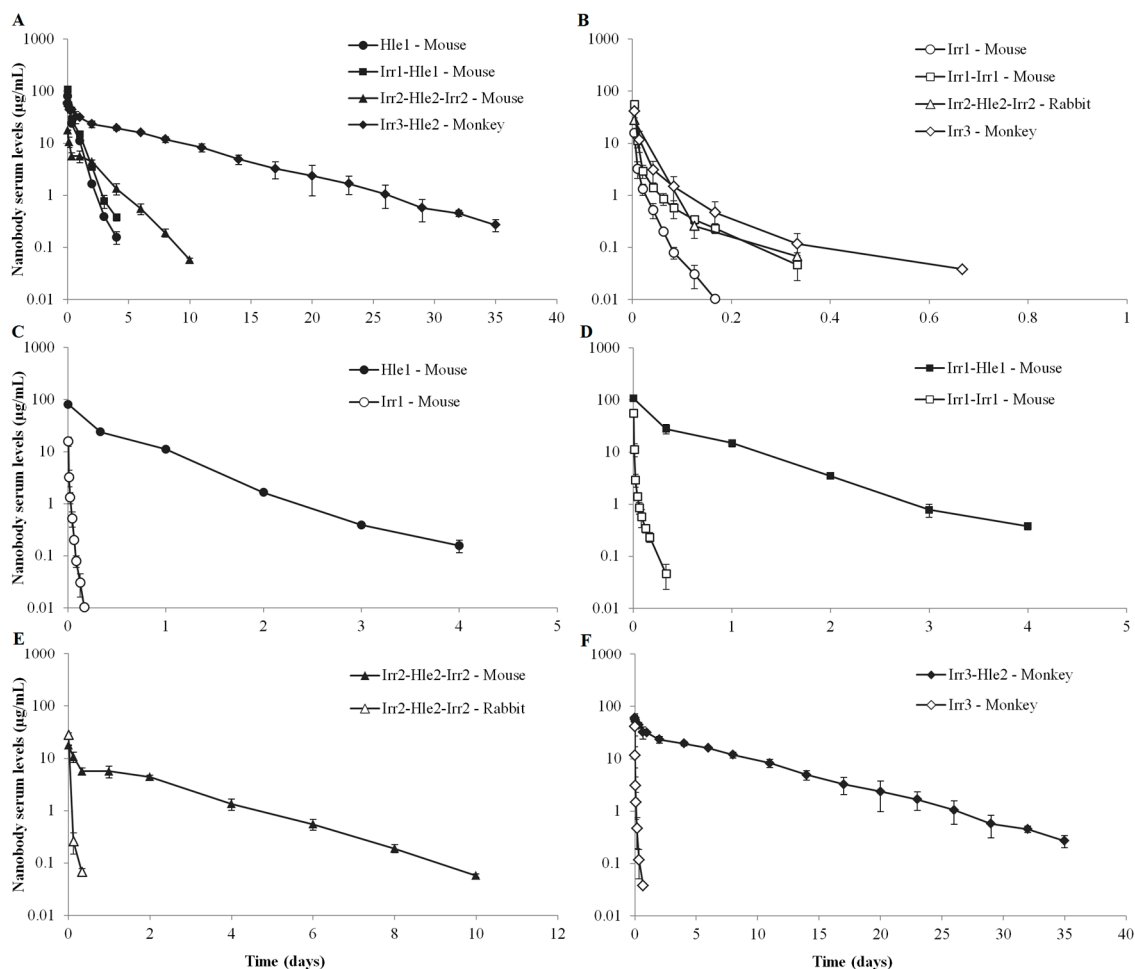 A
Nanobody serum levels (µg/mL)
1000
100
10
1
0.1
0.01
0
5
10
15
20
25
30
35
40
Hle1 - Mouse
Irr1-Hle1 - Mouse
Irr2-Hle2-Irr2 - Mouse
Irr3-Hle2 - Monkey
B
1000
100
10
1
0.1
0.01
0
0.2
0.4
0.6
0.8
1
Irr1 - Mouse
Irr1-Irr1 - Mouse
Irr2-Hle2-Irr2 - Rabbit
Irr3 - Monkey
C
Nanobody serum levels (µg/mL)
1000
100
10
1
0.1
0.01
0
1
2
3
4
5
Hle1 - Mouse
Irr1 - Mouse
D
1000
100
10
1
0.1
0.01
0
1
2
3
4
5
Irr1-Hle1 - Mouse
Irr1-Irr1 - Mouse
E
Nanobody serum levels (µg/mL)
1000
100
10
1
0.1
0.01
0
2
4
6
8
10
12
Irr2-Hle2-Irr2 - Mouse
Irr2-Hle2-Irr2 - Rabbit
Time (days)
F
1000
100
10
1
0.1
0.01
0
5
10
15
20
25
30
35
40
Irr3-Hle2 - Monkey
Irr3 - Monkey
Time (days)